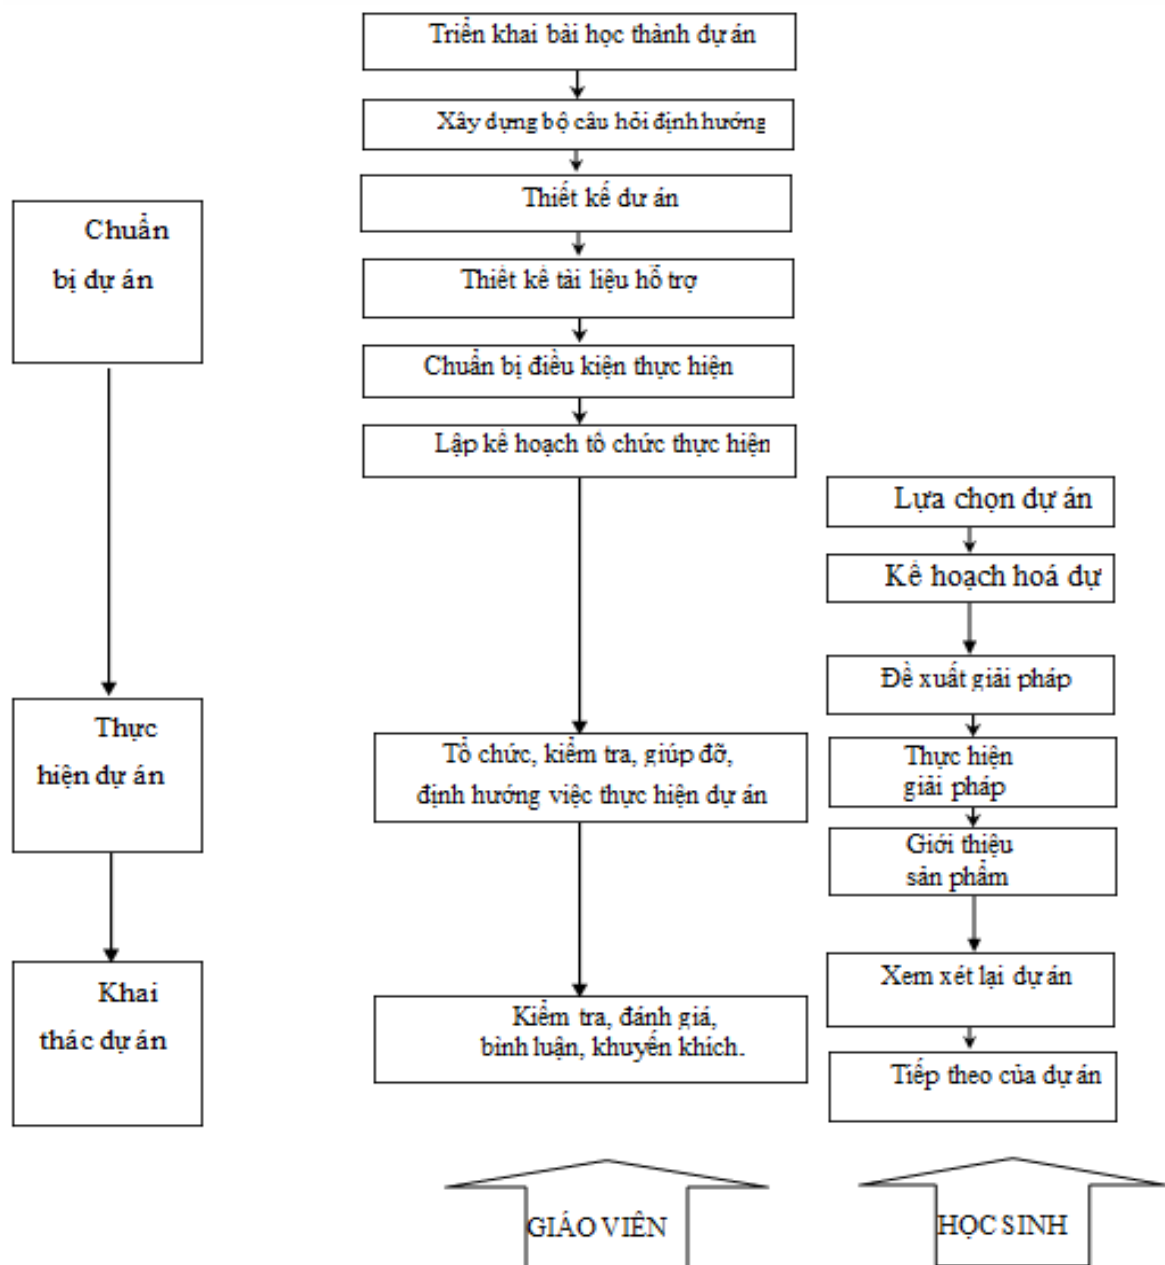 Triển khai bài học thành dự án
Xây dựng bộ câu hỏi định hướng
Thiết kế dư án
Thiết kế tài liệu hỗ trợ
Chuẩn bị điều kiện thực hiện
Lập kế hoạch tổ chức thực hiện
Chuẩn
bị dự án
Lựa chọn dự án
Kế hoạch hoá dự
Đề xuất giải pháp
Thực hiện
giải pháp
Giới thiệu
sản phẩm
Xem xét lại dự án
Tiếp theo của dự án
Thực
hiện dự án
Tổ chức, kiểm tra, giúp đỡ,
định hướng việc thực hiện dự án
Khai
thác dự án
Kiểm tra, đánh giá,
bình luận, khuyến khích.
GIÁO VIÊN
HỌC SINH